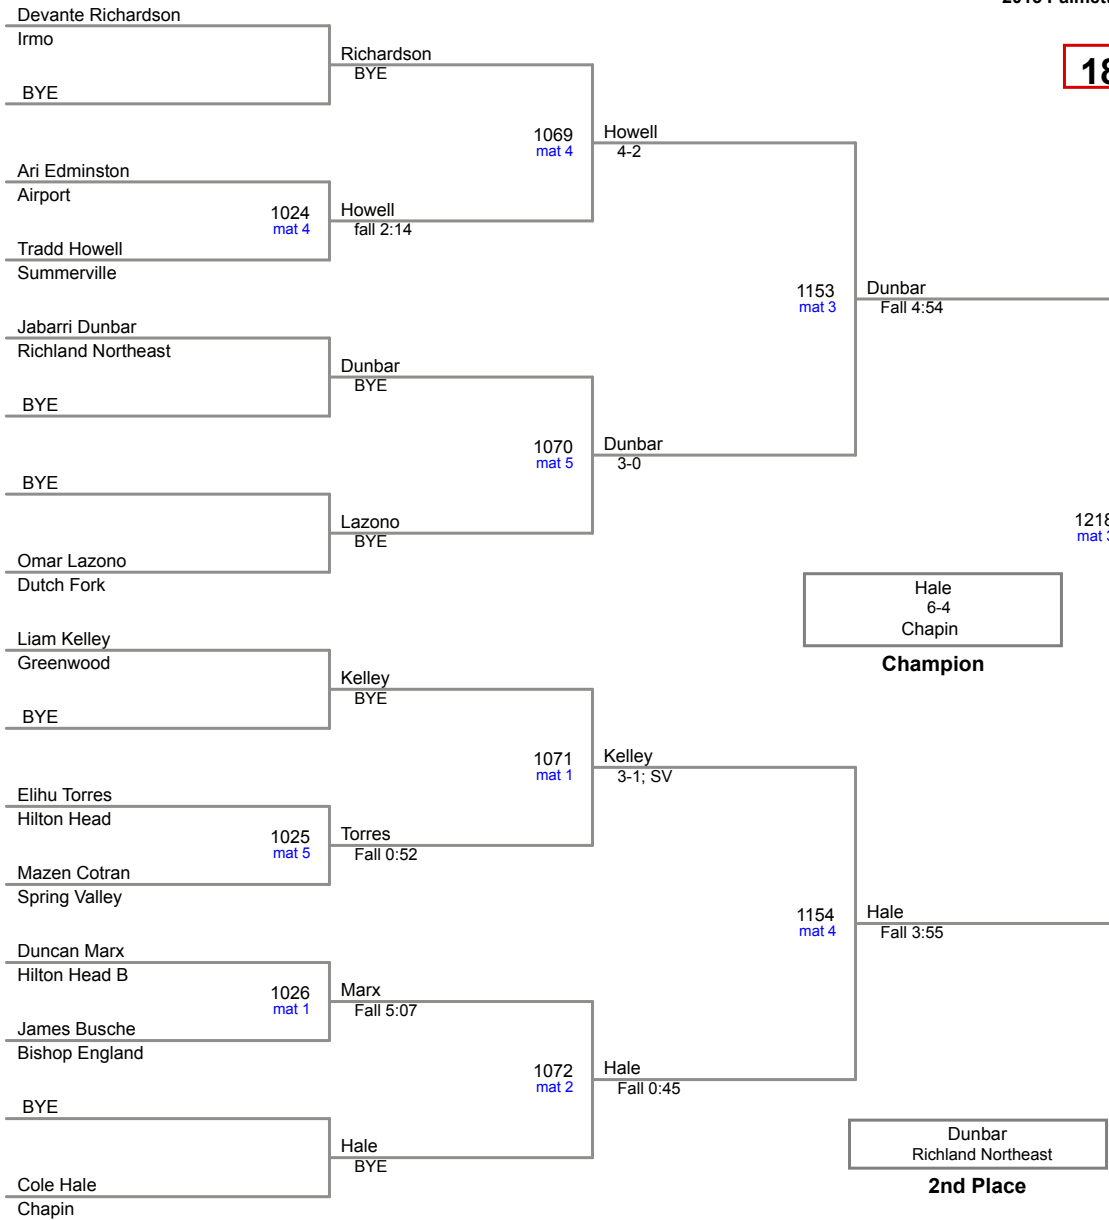 Devante Richardson
Irmo
Richardson
BYE
BYE
1069
mat 4
Howell
4-2
Ari Edminston
Airport
1024
mat 4
Howell
fall 2:14
Tradd Howell
Summerville
1153
mat 3
Dunbar
Fall 4:54
Jabarri Dunbar
Richland Northeast
Dunbar
BYE
BYE
1070
mat 5
Dunbar
3-0
BYE
Lazono
BYE
Omar Lazono
Dutch Fork
1218
mat 3
Hale
6-4
Chapin
Champion
Liam Kelley
Greenwood
Kelley
BYE
BYE
1071
mat 1
Kelley
3-1; SV
Elihu Torres
Hilton Head
1025
mat 5
Torres
Fall 0:52
Mazen Cotran
Spring Valley
1154
mat 4
Hale
Fall 3:55
Duncan Marx
Hilton Head B
1026
mat 1
Marx
Fall 5:07
James Busche
Bishop England
1072
mat 2
Hale
Fall 0:45
BYE
Hale
BYE
Cole Hale
Chapin
Dunbar
Richland Northeast
2nd Place